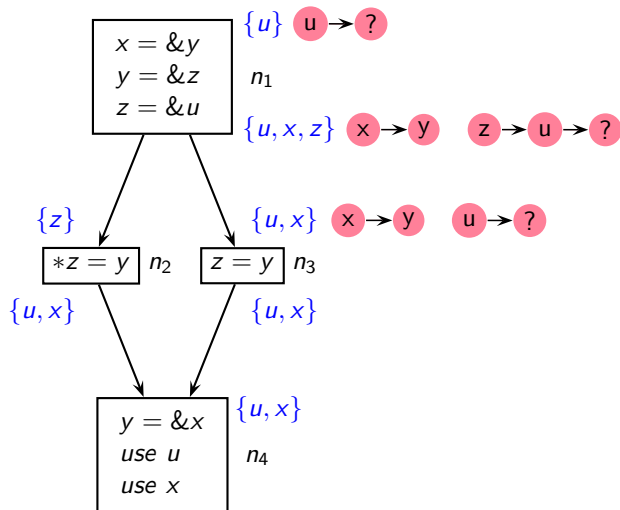 {u} u ?
x = &y
y = &z
z = &u
n₁
{u, x, z} x y z u ?
{z} {u, x} x y u ?
*z = y n₂ z = y n₃
{u, x} {u, x}
{u, x}
y = &x
use u
use x
n₄